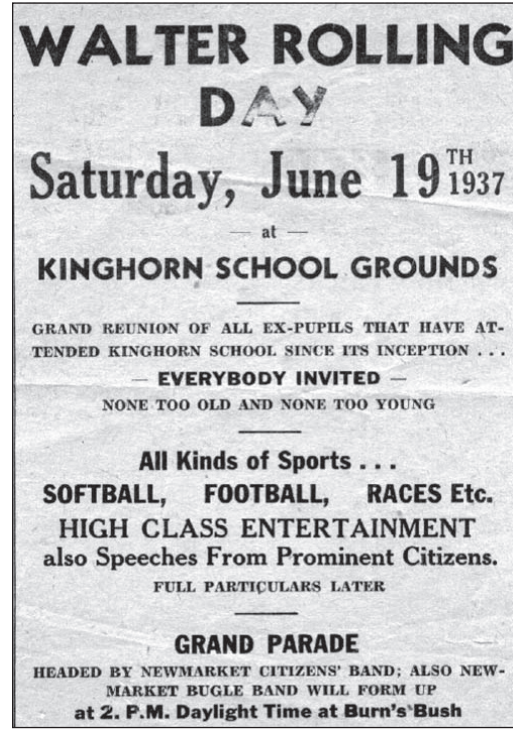 WALTER ROLLING
DAY
Saturday, June 19TH 1937
— at —
KINGHORN SCHOOL GROUNDS
GRAND REUNION OF ALL EX-PUPILS THAT HAVE AT-
TENDED KINGHORN SCHOOL SINCE ITS INCEPTION . . .
— EVERYBODY INVITED —
NONE TOO OLD AND NONE TOO YOUNG
All Kinds of Sports . . .
SOFTBALL, FOOTBALL, RACES Etc.
HIGH CLASS ENTERTAINMENT
also Speeches From Prominent Citizens.
FULL PARTICULARS LATER
GRAND PARADE
HEADED BY NEWMARKET CITIZENS' BAND; ALSO NEW-
MARKET BUGLE BAND WILL FORM UP
at 2. P.M. Daylight Time at Burn's Bush